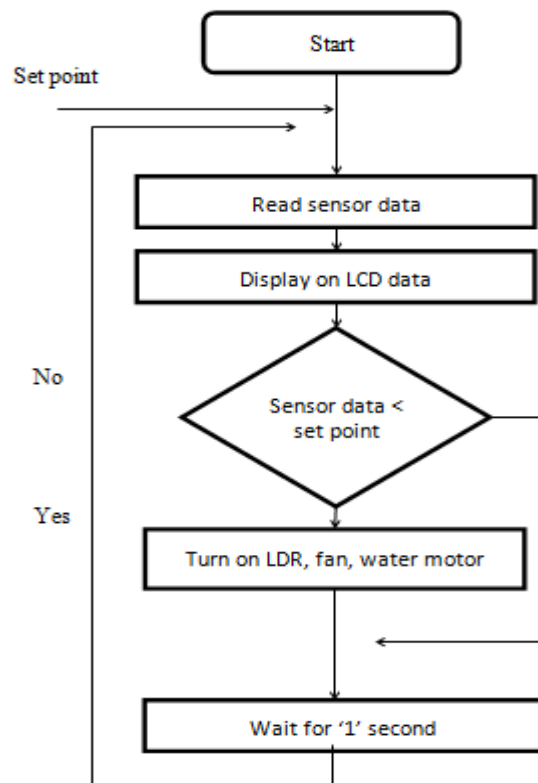 Start
Set point
Read sensor data
Display on LCD data
No
Sensor data <
set point
Yes
Turn on LDR, fan, water motor
Wait for ‘1’ second